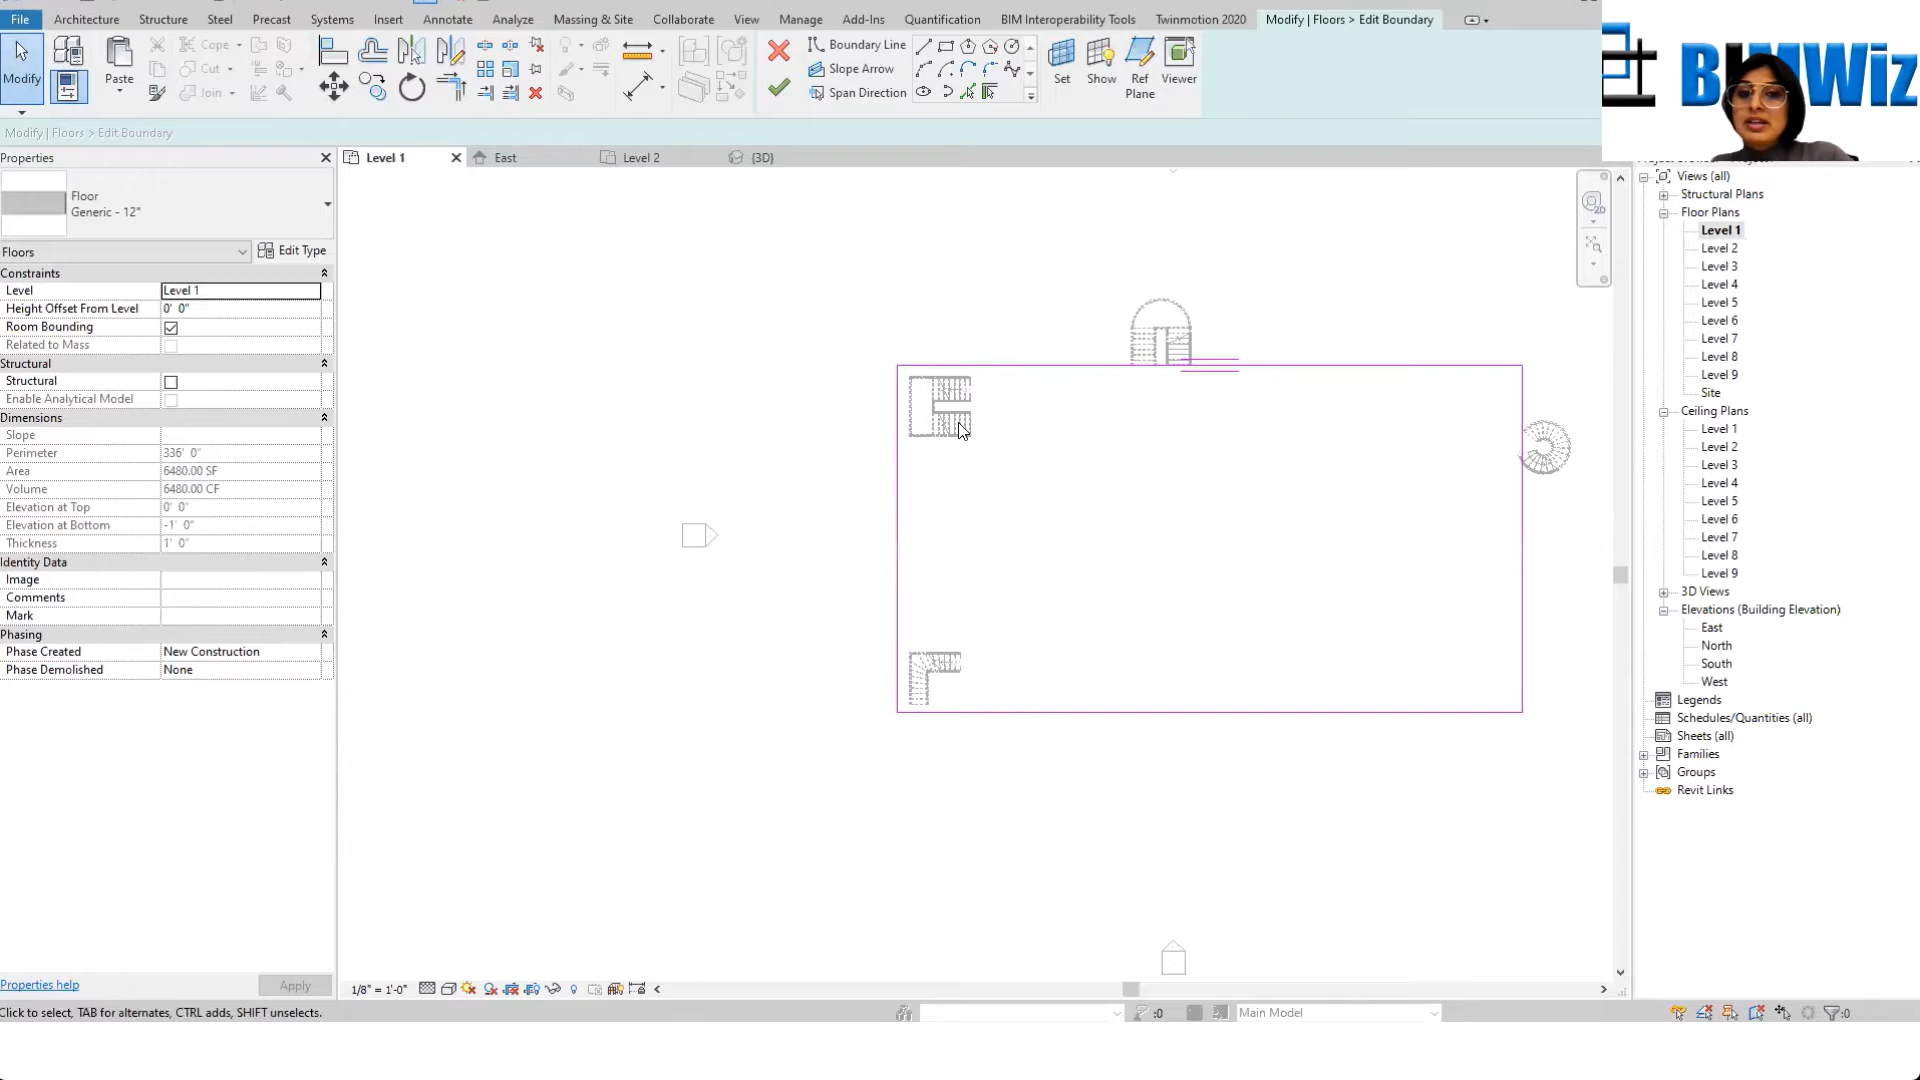 File Architecture Structure Steel Precast Systems Insert Annotate Analyze Massing & Site Collaborate View Manage Add-Ins Quantification BIM Interoperability Tools Twinmotion 2020 Modify | Floors > Edit Boundary
Modify
Paste
Cope
Cut
Join
Boundary Line
Slope Arrow
Span Direction
Set
Show
Ref
Plane
Viewer
Modify | Floors > Edit Boundary
Properties
Level 1
East
Level 2
{3D}
Floor
Generic - 12"
Floors
Edit Type
Constraints
Level Level 1
Height Offset From Level 0' 0"
Room Bounding
Related to Mass
Structural
Structural
Enable Analytical Model
Dimensions
Slope
Perimeter 336' 0"
Area 6480.00 SF
Volume 6480.00 CF
Elevation at Top 0' 0"
Elevation at Bottom -1' 0"
Thickness 1' 0"
Identity Data
Image
Comments
Mark
Phasing
Phase Created New Construction
Phase Demolished None
Properties help
Apply
1/8" = 1'-0"
Click to select, TAB for alternates, CTRL adds, SHIFT unselects.
:0
Main Model
:0
2D
Views (all)
Structural Plans
Floor Plans
Level 1
Level 2
Level 3
Level 4
Level 5
Level 6
Level 7
Level 8
Level 9
Site
Ceiling Plans
Level 1
Level 2
Level 3
Level 4
Level 5
Level 6
Level 7
Level 8
Level 9
3D Views
Elevations (Building Elevation)
East
North
South
West
Legends
Schedules/Quantities (all)
Sheets (all)
Families
Groups
Revit Links